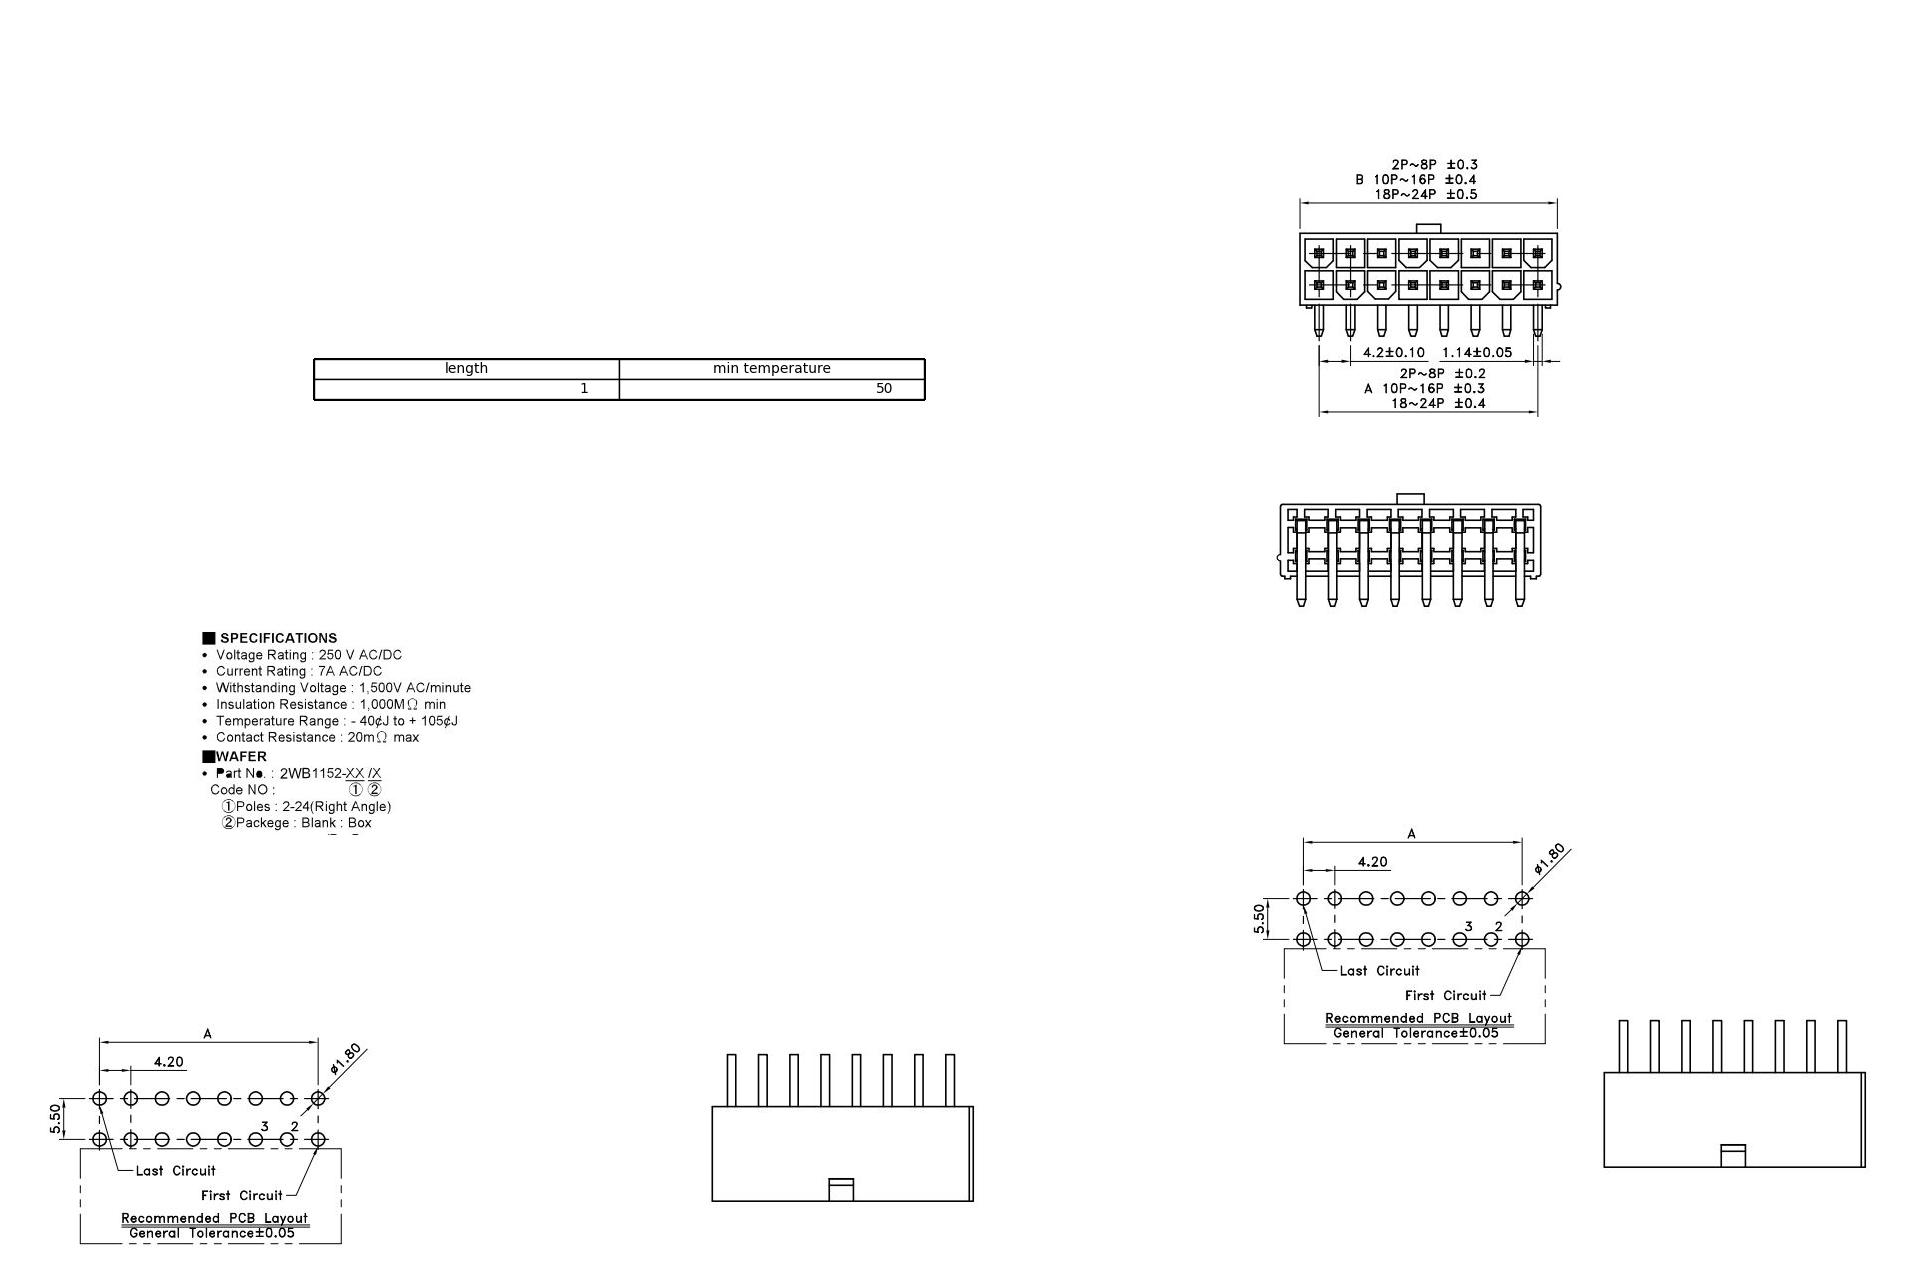 2P~8P ±0.3
B 10P~16P ±0.4
18P~24P ±0.5
4.2±0.10 1.14±0.05
2P~8P ±0.2
A 10P~16P ±0.3
18~24P ±0.4
length min temperature
1 50
■ SPECIFICATIONS
• Voltage Rating : 250 V AC/DC
• Current Rating : 7A AC/DC
• Withstanding Voltage : 1,500V AC/minute
• Insulation Resistance : 1,000MΩ min
• Temperature Range : - 40¢J to + 105¢J
• Contact Resistance : 20mΩ max
■WAFER
• Part No. : 2WB1152-XX /X
Code NO : ① ②
①Poles : 2-24(Right Angle)
②Packege : Blank : Box
A
4.20
ø1.80
5.50
3 2
Last Circuit
First Circuit
Recommended PCB Layout
General Tolerance±0.05
A
4.20
ø1.80
5.50
3 2
Last Circuit
First Circuit
Recommended PCB Layout
General Tolerance±0.05